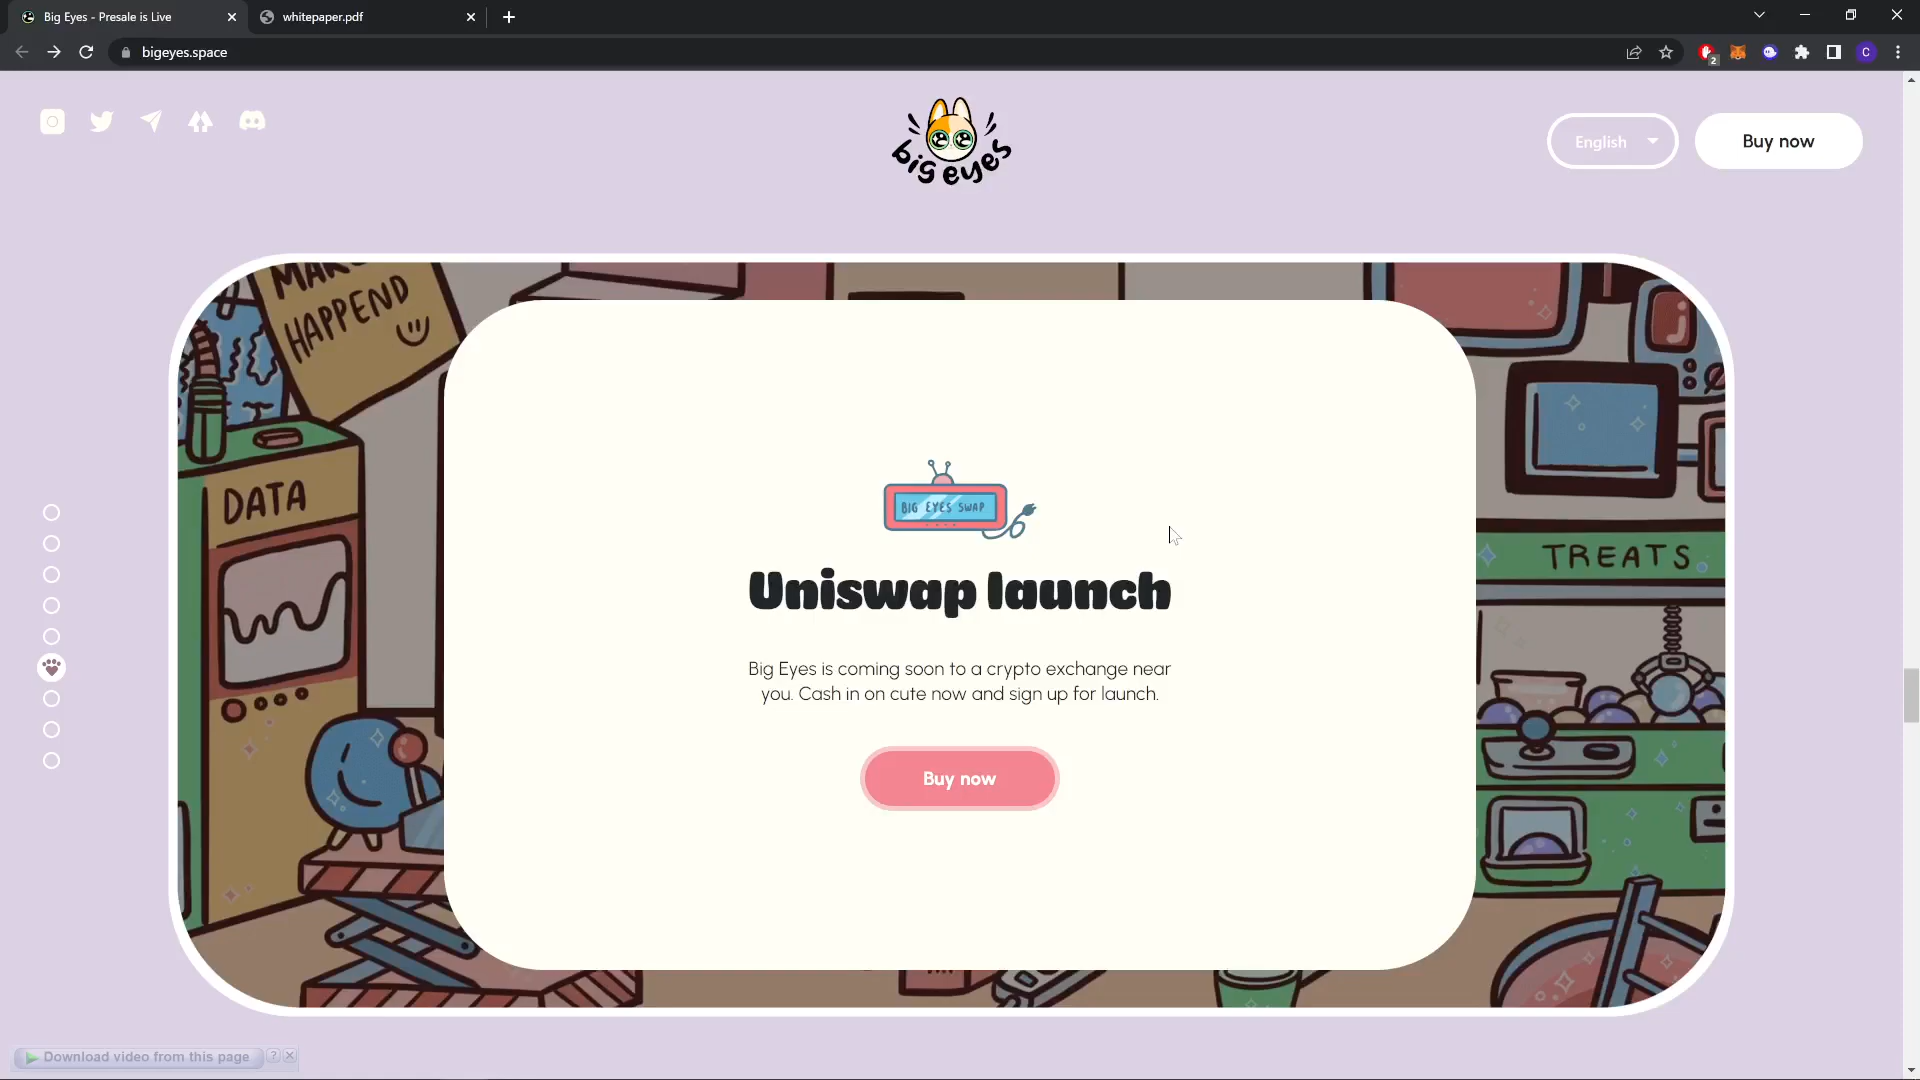 Big Eyes - Presale is Live
whitepaper.pdf
bigeyes.space
2
C
big eyes
English
Buy now
HAPPEND
DATA
BIG EYES SWAP
TREATS
Uniswap launch
Big Eyes is coming soon to a crypto exchange near
you. Cash in on cute now and sign up for launch.
Buy now
Download video from this page
?